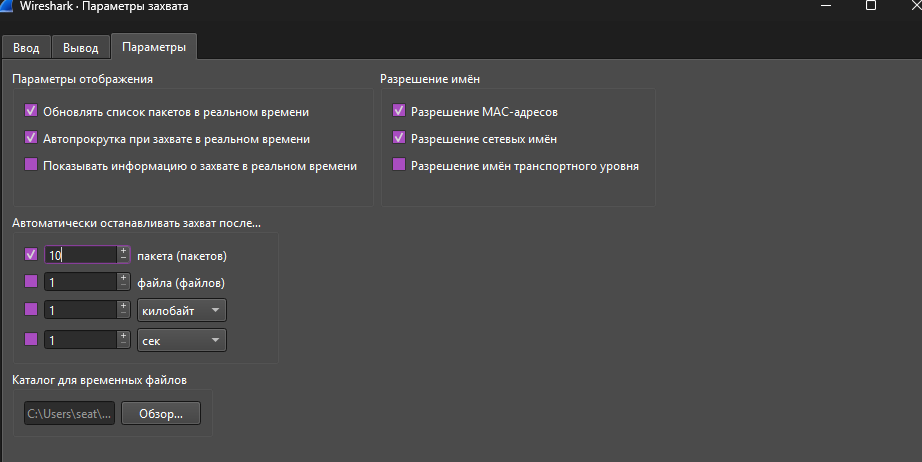 Wireshark · Параметры захвата
Ввод Вывод Параметры
Параметры отображения
Обновлять список пакетов в реальном времени
Автопрокрутка при захвате в реальном времени
Показывать информацию о захвате в реальном времени
Разрешение имён
Разрешение MAC-адресов
Разрешение сетевых имён
Разрешение имён транспортного уровня
Автоматически останавливать захват после...
10 пакета (пакетов)
1 файла (файлов)
1 килобайт
1 сек
Каталог для временных файлов
C:\Users\seat\... Обзор...